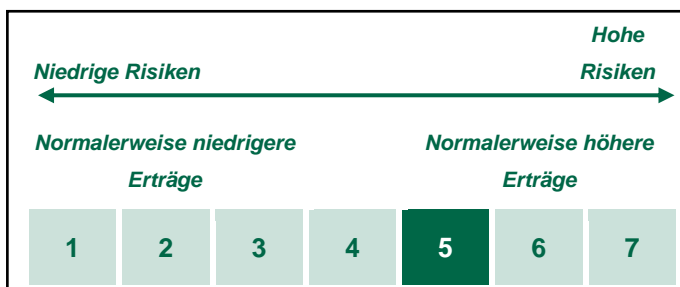 Hohe
Niedrige Risiken Risiken
Normalerweise niedrigere Normalerweise höhere
Erträge Erträge
1 2 3 4 5 6 7